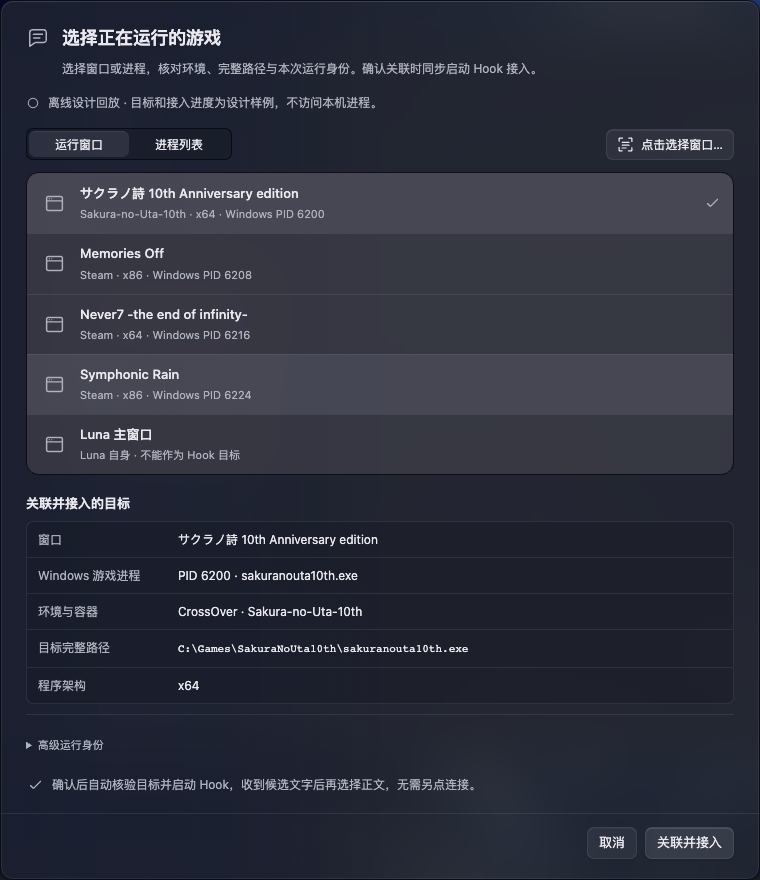 选择正在运行的游戏
选择窗口或进程，核对环境、完整路径与本次运行身份。确认关联时同步启动 Hook 接入。
离线设计回放 · 目标和接入进度为设计样例，不访问本机进程。
运行窗口
进程列表
点击选择窗口...
サクラノ詩 10th Anniversary edition
Sakura-no-Uta-10th · x64 · Windows PID 6200
Memories Off
Steam · x86 · Windows PID 6208
Never7 -the end of infinity-
Steam · x64 · Windows PID 6216
Symphonic Rain
Steam · x86 · Windows PID 6224
Luna 主窗口
Luna 自身 · 不能作为 Hook 目标
关联并接入的目标
窗口 サクラノ詩 10th Anniversary edition
Windows 游戏进程 PID 6200 · sakuranouta10th.exe
环境与容器 CrossOver · Sakura-no-Uta-10th
目标完整路径 C:\Games\SakuraNoUta10th\sakuranouta10th.exe
程序架构 x64
高级运行身份
确认后自动核验目标并启动 Hook，收到候选文字后再选择正文，无需另点连接。
取消
关联并接入